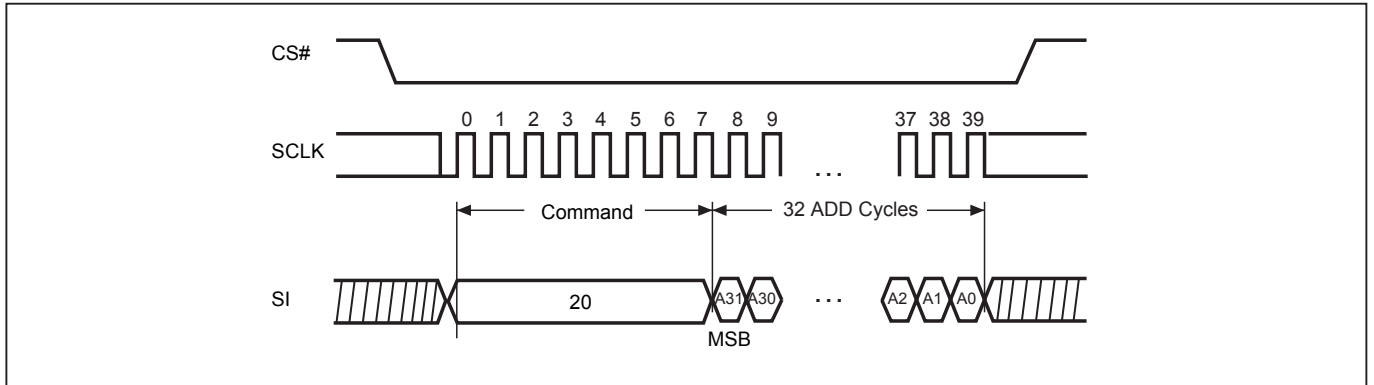 CS#
0 1 2 3 4 5 6 7 8 9 37 38 39
SCLK
. . .
Command 32 ADD Cycles
SI 20 A31 A30 . . . A2 A1 A0
MSB